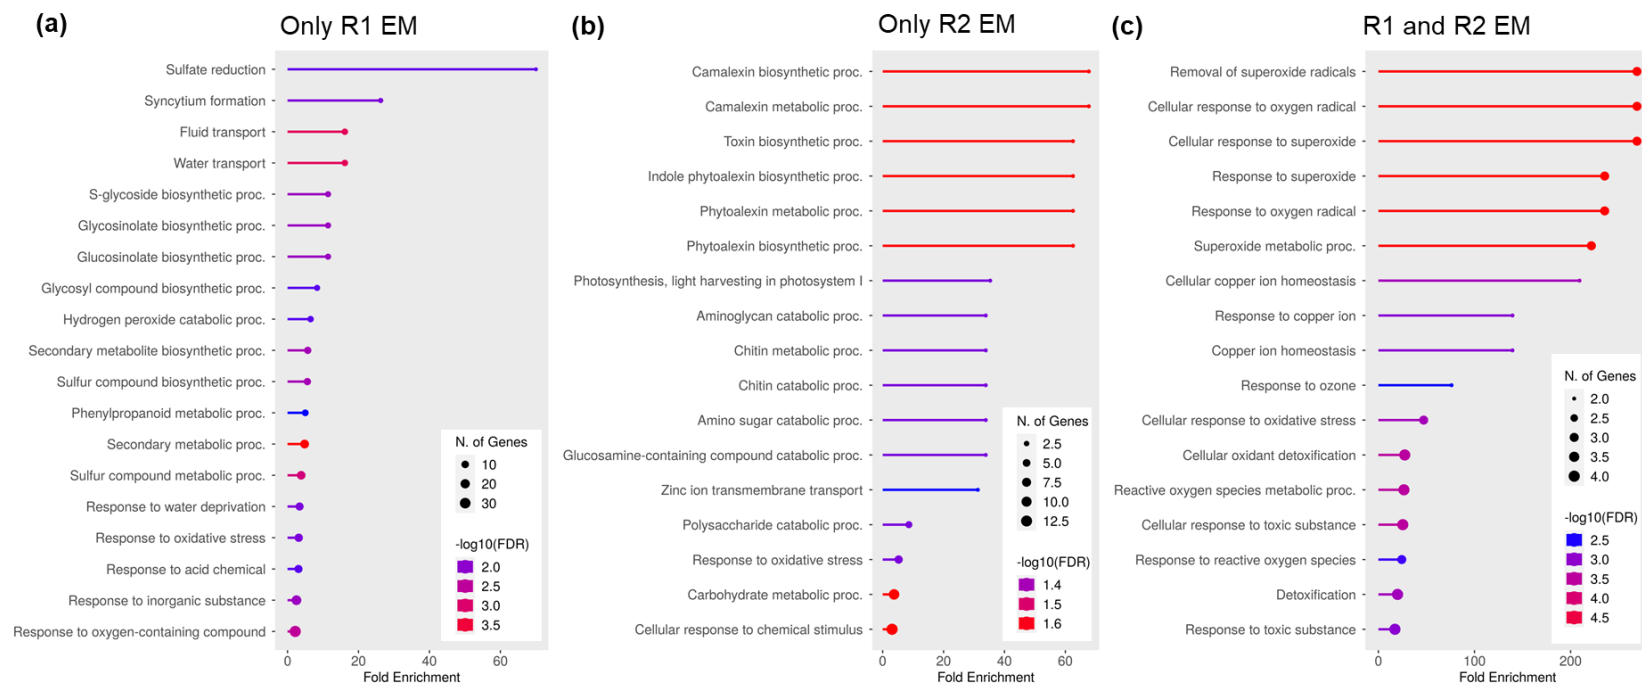 (a)
Only R1 EM
Sulfate reduction
Syncytium formation
Fluid transport
Water transport
S-glycoside biosynthetic proc.
Glycosinolate biosynthetic proc.
Glucosinolate biosynthetic proc.
Glycosyl compound biosynthetic proc.
Hydrogen peroxide catabolic proc.
Secondary metabolite biosynthetic proc.
Sulfur compound biosynthetic proc.
Phenylpropanoid metabolic proc.
Secondary metabolic proc.
Sulfur compound metabolic proc.
Response to water deprivation
Response to oxidative stress
Response to acid chemical
Response to inorganic substance
Response to oxygen-containing compound
0 20 40 60
Fold Enrichment
N. of Genes
10
20
30
-log10(FDR)
2.0
2.5
3.0
3.5
(b)
Only R2 EM
Camalexin biosynthetic proc.
Camalexin metabolic proc.
Toxin biosynthetic proc.
Indole phytoalexin biosynthetic proc.
Phytoalexin metabolic proc.
Phytoalexin biosynthetic proc.
Photosynthesis, light harvesting in photosystem I
Aminoglycan catabolic proc.
Chitin metabolic proc.
Chitin catabolic proc.
Amino sugar catabolic proc.
Glucosamine-containing compound catabolic proc.
Zinc ion transmembrane transport
Polysaccharide catabolic proc.
Response to oxidative stress
Carbohydrate metabolic proc.
Cellular response to chemical stimulus
0 20 40 60
Fold Enrichment
N. of Genes
2.5
5.0
7.5
10.0
12.5
-log10(FDR)
1.4
1.5
1.6
(c)
R1 and R2 EM
Removal of superoxide radicals
Cellular response to oxygen radical
Cellular response to superoxide
Response to superoxide
Response to oxygen radical
Superoxide metabolic proc.
Cellular copper ion homeostasis
Response to copper ion
Copper ion homeostasis
Response to ozone
Cellular response to oxidative stress
Cellular oxidant detoxification
Reactive oxygen species metabolic proc.
Cellular response to toxic substance
Response to reactive oxygen species
Detoxification
Response to toxic substance
0 100 200
Fold Enrichment
N. of Genes
2.0
2.5
3.0
3.5
4.0
-log10(FDR)
2.5
3.0
3.5
4.0
4.5